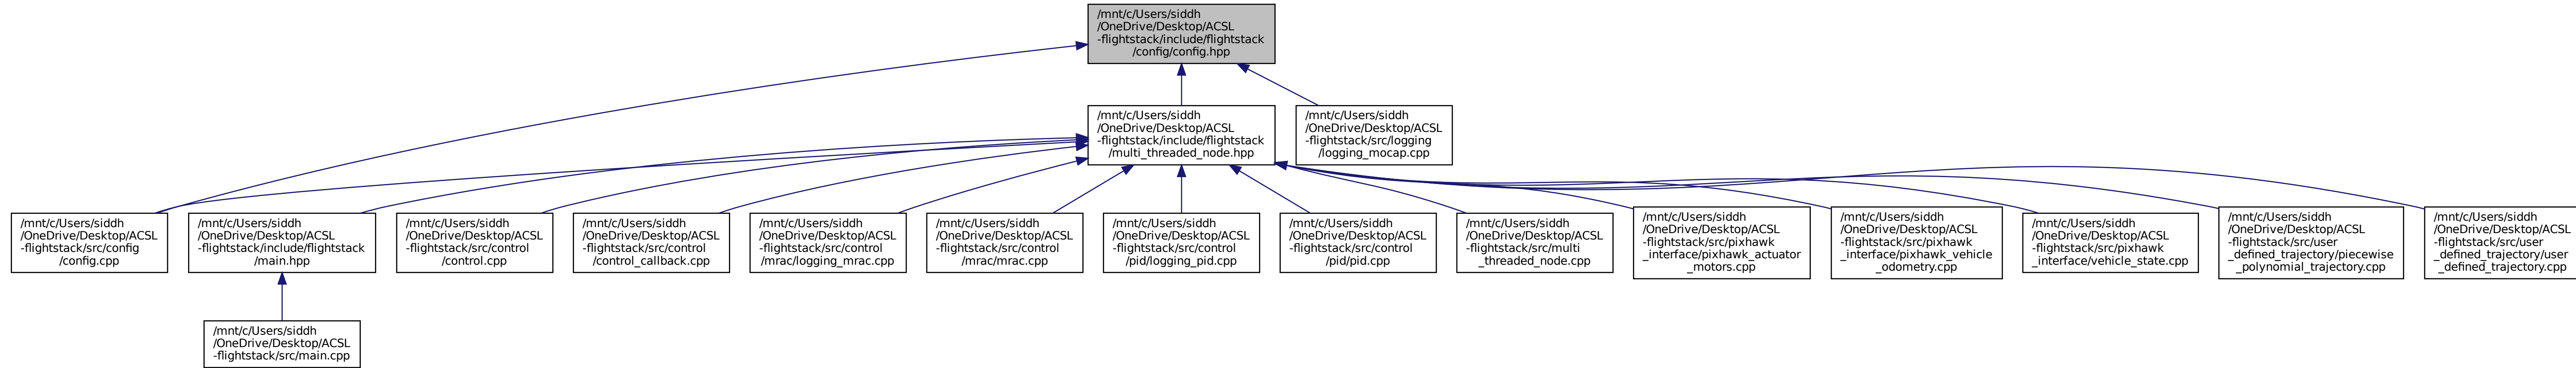 /mnt/c/Users/siddh
/OneDrive/Desktop/ACSL
-flightstack/include/flightstack
/config/config.hpp
/mnt/c/Users/siddh
/OneDrive/Desktop/ACSL
-flightstack/include/flightstack
/multi_threaded_node.hpp
/mnt/c/Users/siddh
/OneDrive/Desktop/ACSL
-flightstack/src/logging
/logging_mocap.cpp
/mnt/c/Users/siddh
/OneDrive/Desktop/ACSL
-flightstack/src/config
/config.cpp
/mnt/c/Users/siddh
/OneDrive/Desktop/ACSL
-flightstack/include/flightstack
/main.hpp
/mnt/c/Users/siddh
/OneDrive/Desktop/ACSL
-flightstack/src/control
/control.cpp
/mnt/c/Users/siddh
/OneDrive/Desktop/ACSL
-flightstack/src/control
/control_callback.cpp
/mnt/c/Users/siddh
/OneDrive/Desktop/ACSL
-flightstack/src/control
/mrac/logging_mrac.cpp
/mnt/c/Users/siddh
/OneDrive/Desktop/ACSL
-flightstack/src/control
/mrac/mrac.cpp
/mnt/c/Users/siddh
/OneDrive/Desktop/ACSL
-flightstack/src/control
/pid/logging_pid.cpp
/mnt/c/Users/siddh
/OneDrive/Desktop/ACSL
-flightstack/src/control
/pid/pid.cpp
/mnt/c/Users/siddh
/OneDrive/Desktop/ACSL
-flightstack/src/multi
_threaded_node.cpp
/mnt/c/Users/siddh
/OneDrive/Desktop/ACSL
-flightstack/src/pixhawk
_interface/pixhawk_actuator
_motors.cpp
/mnt/c/Users/siddh
/OneDrive/Desktop/ACSL
-flightstack/src/pixhawk
_interface/pixhawk_vehicle
_odometry.cpp
/mnt/c/Users/siddh
/OneDrive/Desktop/ACSL
-flightstack/src/pixhawk
_interface/vehicle_state.cpp
/mnt/c/Users/siddh
/OneDrive/Desktop/ACSL
-flightstack/src/user
_defined_trajectory/piecewise
_polynomial_trajectory.cpp
/mnt/c/Users/siddh
/OneDrive/Desktop/ACSL
-flightstack/src/user
_defined_trajectory/user
_defined_trajectory.cpp
/mnt/c/Users/siddh
/OneDrive/Desktop/ACSL
-flightstack/src/main.cpp